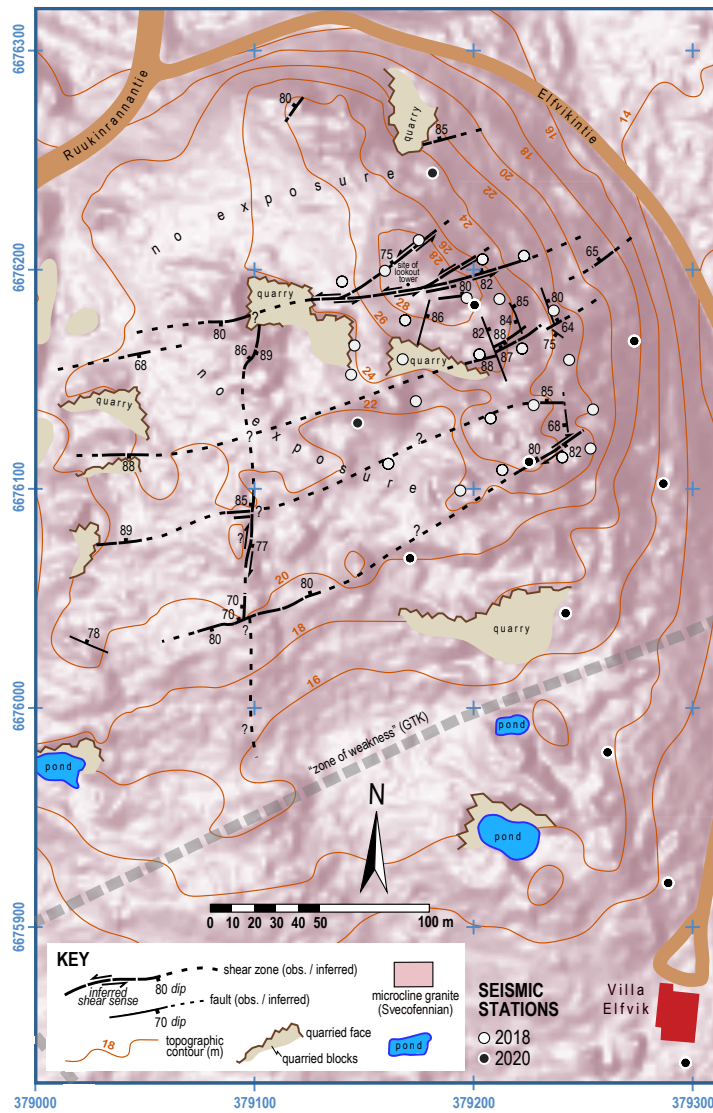 6676300
6676200
6676100
6676000
6675900
379000
379100
379200
379300
Ruukinrannantie
Elfvikintie
14
16
18
20
22
24
26
28
80
quarry
85
no exposure
75
site of
lookout
tower
65
82
80
28
quarry
26
86
85
84
80
64
75
82
88
87
88
quarry
80
86
89
68
24
22
no exposure
quarry
88
?
?
85
68
80
82
?
85
?
89
?
77
20
80
70
70
80
?
78
18
quarry
16
?
"zone of weakness" (GTK)
pond
pond
pond
N
0 10 20 30 40 50 100 m
KEY
inferred
shear sense
80 dip
shear zone (obs. / inferred)
70 dip
fault (obs. / inferred)
18
topographic
contour (m)
quarried face
quarried blocks
microcline granite
(Svecofennian)
pond
SEISMIC
STATIONS
2018
2020
Villa
Elfvik